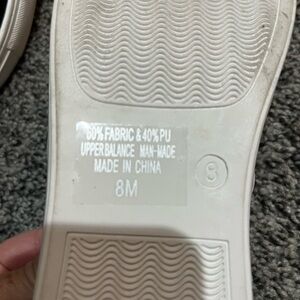 60% FABRIC & 40% PU
UPPER BALANCE MAN-MADE
MADE IN CHINA
8M
8